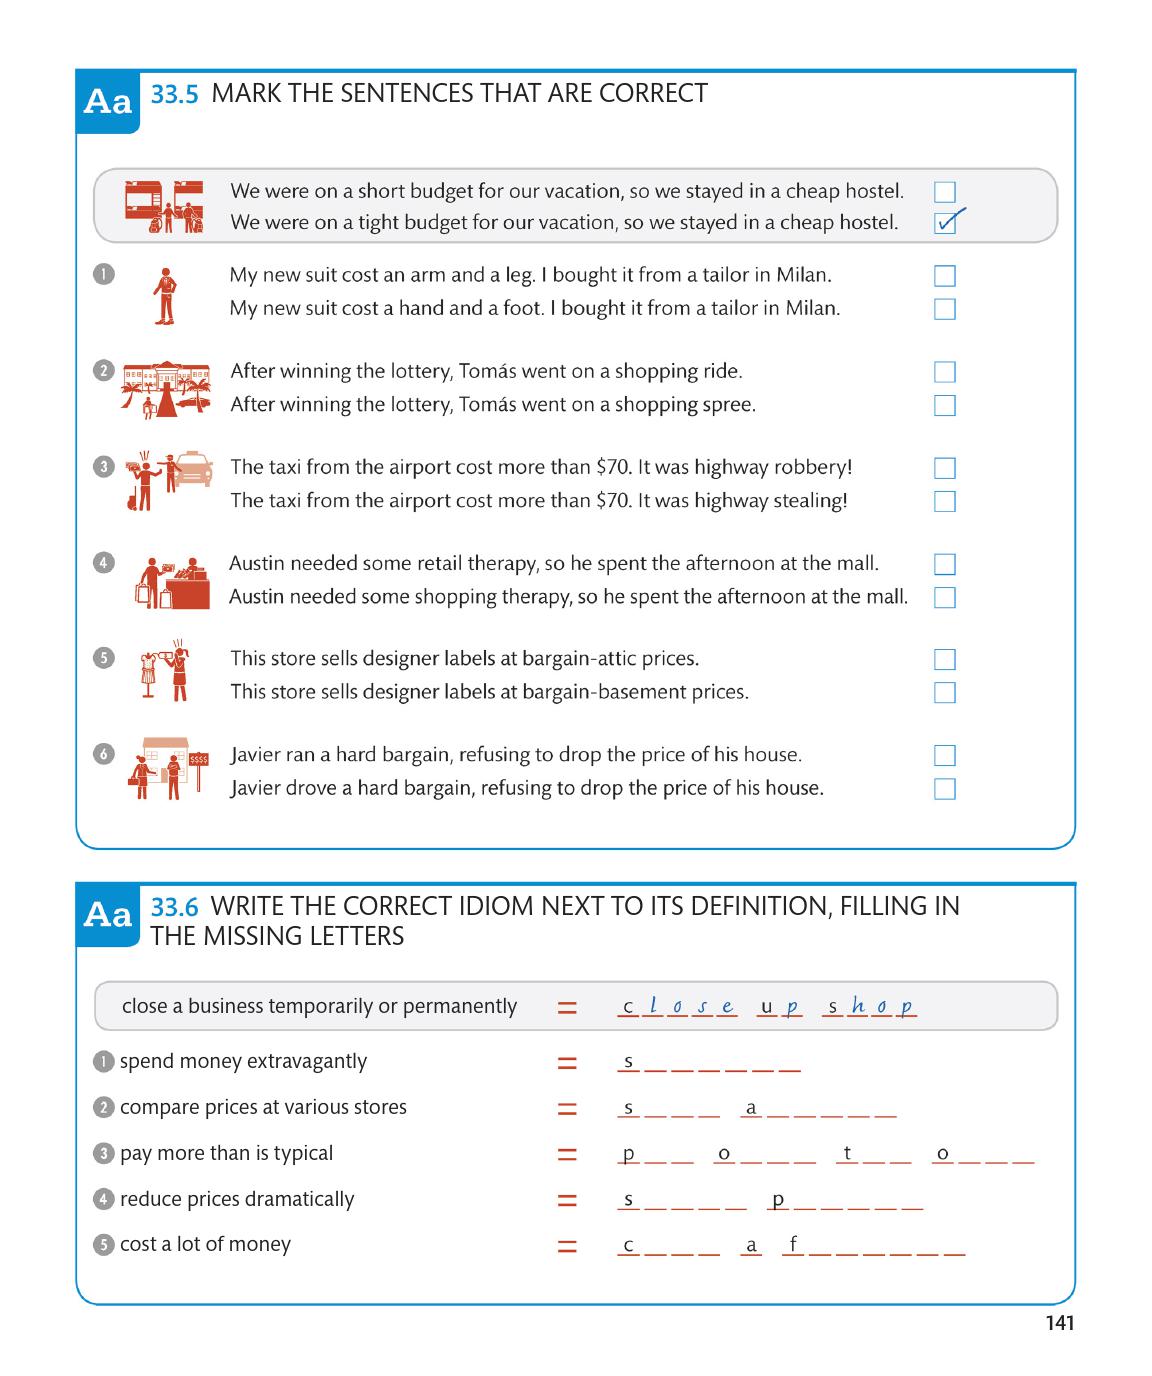 Aa 33.5 MARK THE SENTENCES THAT ARE CORRECT
We were on a short budget for our vacation, so we stayed in a cheap hostel.
We were on a tight budget for our vacation, so we stayed in a cheap hostel.
1 My new suit cost an arm and a leg. I bought it from a tailor in Milan.
My new suit cost a hand and a foot. I bought it from a tailor in Milan.
2 After winning the lottery, Tomás went on a shopping ride.
After winning the lottery, Tomás went on a shopping spree.
3 The taxi from the airport cost more than $70. It was highway robbery!
The taxi from the airport cost more than $70. It was highway stealing!
4 Austin needed some retail therapy, so he spent the afternoon at the mall.
Austin needed some shopping therapy, so he spent the afternoon at the mall.
5 This store sells designer labels at bargain-attic prices.
This store sells designer labels at bargain-basement prices.
6 Javier ran a hard bargain, refusing to drop the price of his house.
$$$$
Javier drove a hard bargain, refusing to drop the price of his house.
Aa 33.6 WRITE THE CORRECT IDIOM NEXT TO ITS DEFINITION, FILLING IN
THE MISSING LETTERS
close a business temporarily or permanently = close up shop
1 spend money extravagantly = s _ _ _ _ _ _
2 compare prices at various stores = s _ _ _ a _ _ _ _ _
3 pay more than is typical = p _ _ o _ _ _ t _ _ o _ _ _
4 reduce prices dramatically = s _ _ _ _ p _ _ _ _ _
5 cost a lot of money = c _ _ _ a f _ _ _ _ _ _
141